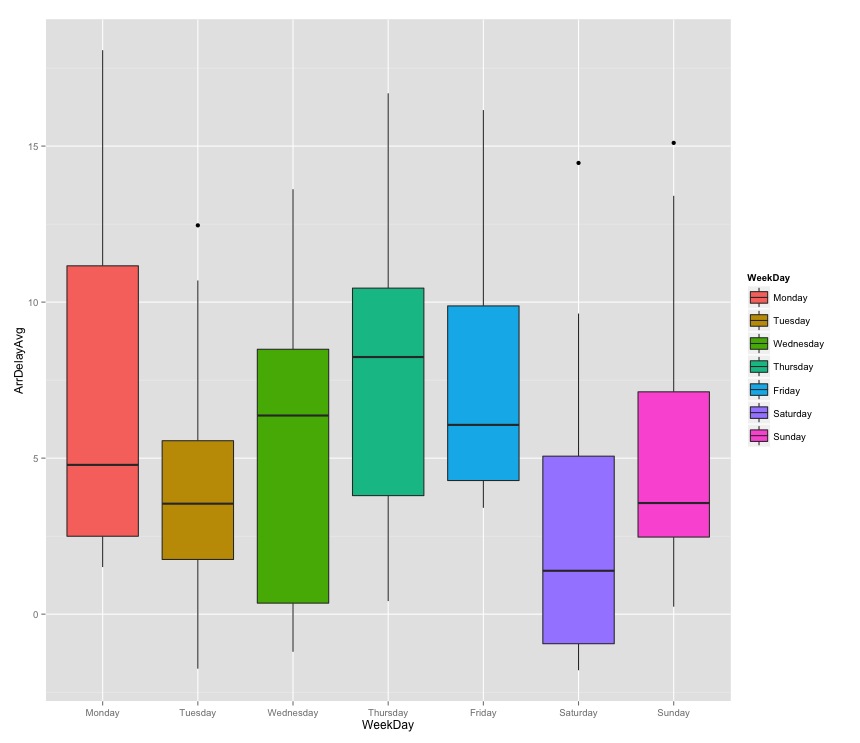 ArrDelayAvg
15
10
5
0
Monday Tuesday Wednesday Thursday Friday Saturday Sunday
WeekDay
WeekDay
Monday
Tuesday
Wednesday
Thursday
Friday
Saturday
Sunday